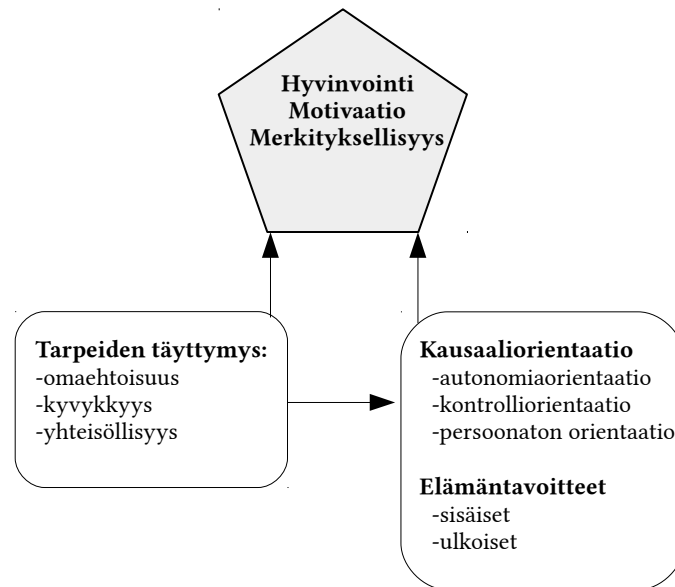 Hyvinvointi
Motivaatio
Merkityksellisyys
Tarpeiden täyttymys:
-omaehtoisuus
-kyvykkyys
-yhteisöllisyys
Kausaaliorientaatio
-autonomiaorientaatio
-kontrolliorientaatio
-persoonaton orientaatio
Elämäntavoitteet
-sisäiset
-ulkoiset